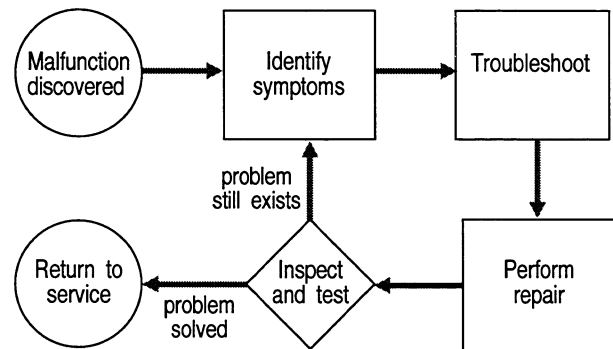 Malfunction
discovered
Identify
symptoms
Troubleshoot
problem
still exists
Return to
service
problem
solved
Inspect
and test
Perform
repair